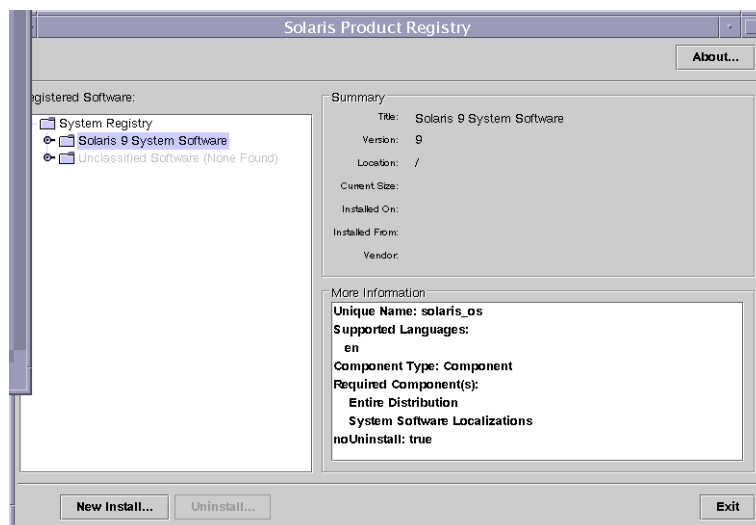 Solaris Product Registry
About...
egistered Software:
System Registry
Solaris 9 System Software
Unclassified Software (None Found)
Summary
Title: Solaris 9 System Software
Version: 9
Location: /
Current Size:
Installed On:
Installed From:
Vendor:
More Information
Unique Name: solaris_os
Supported Languages:
en
Component Type: Component
Required Component(s):
Entire Distribution
System Software Localizations
noUninstall: true
New Install...
Uninstall...
Exit